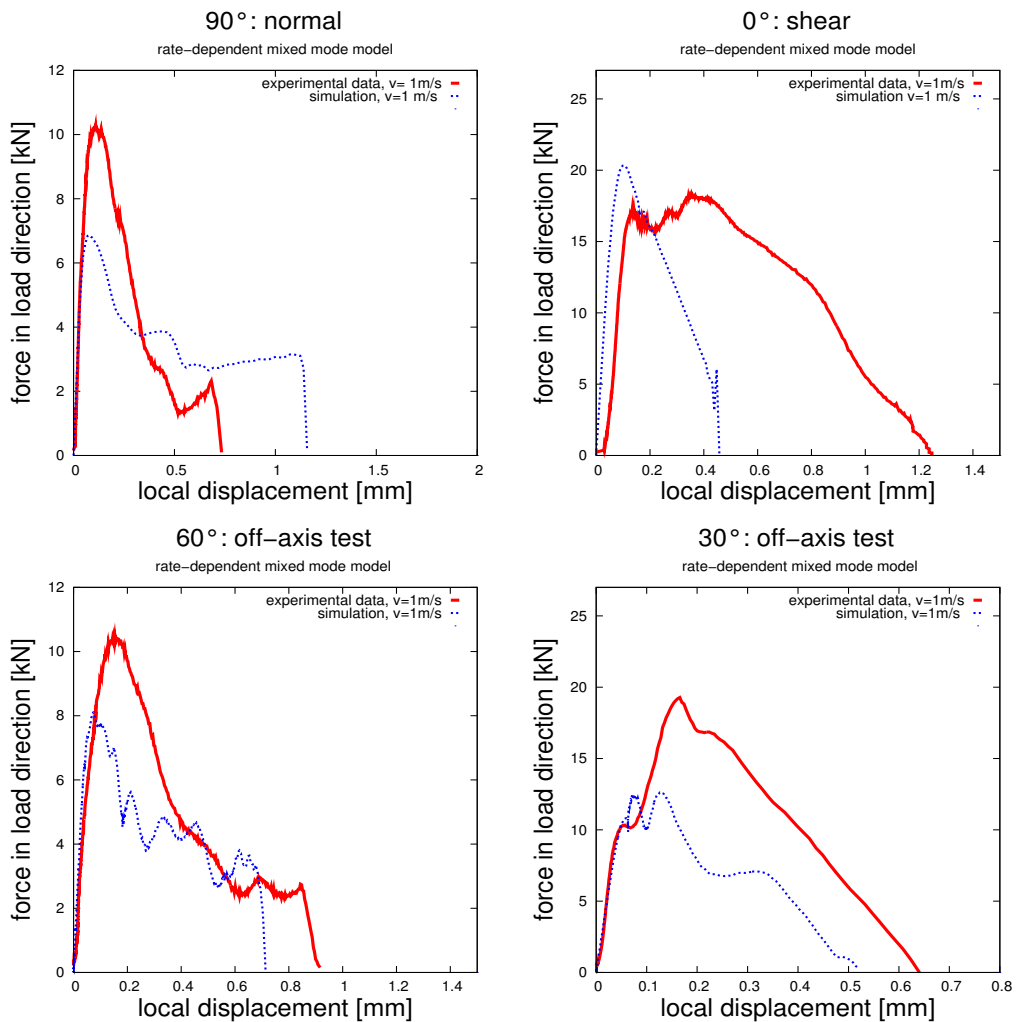 90°: normal
rate-dependent mixed mode model
experimental data, v= 1m/s
simulation, v=1 m/s
force in load direction [kN]
12
10
8
6
4
2
0
0 0.5 1 1.5 2
local displacement [mm]
0°: shear
rate-dependent mixed mode model
experimental data, v=1m/s
simulation v=1 m/s
force in load direction [kN]
25
20
15
10
5
0
0 0.2 0.4 0.6 0.8 1 1.2 1.4
local displacement [mm]
60°: off-axis test
rate-dependent mixed mode model
experimental data, v=1m/s
simulation, v=1m/s
force in load direction [kN]
12
10
8
6
4
2
0
0 0.2 0.4 0.6 0.8 1 1.2 1.4
local displacement [mm]
30°: off-axis test
rate-dependent mixed mode model
experimental data, v=1m/s
simulation, v=1m/s
force in load direction [kN]
25
20
15
10
5
0
0 0.1 0.2 0.3 0.4 0.5 0.6 0.7 0.8
local displacement [mm]